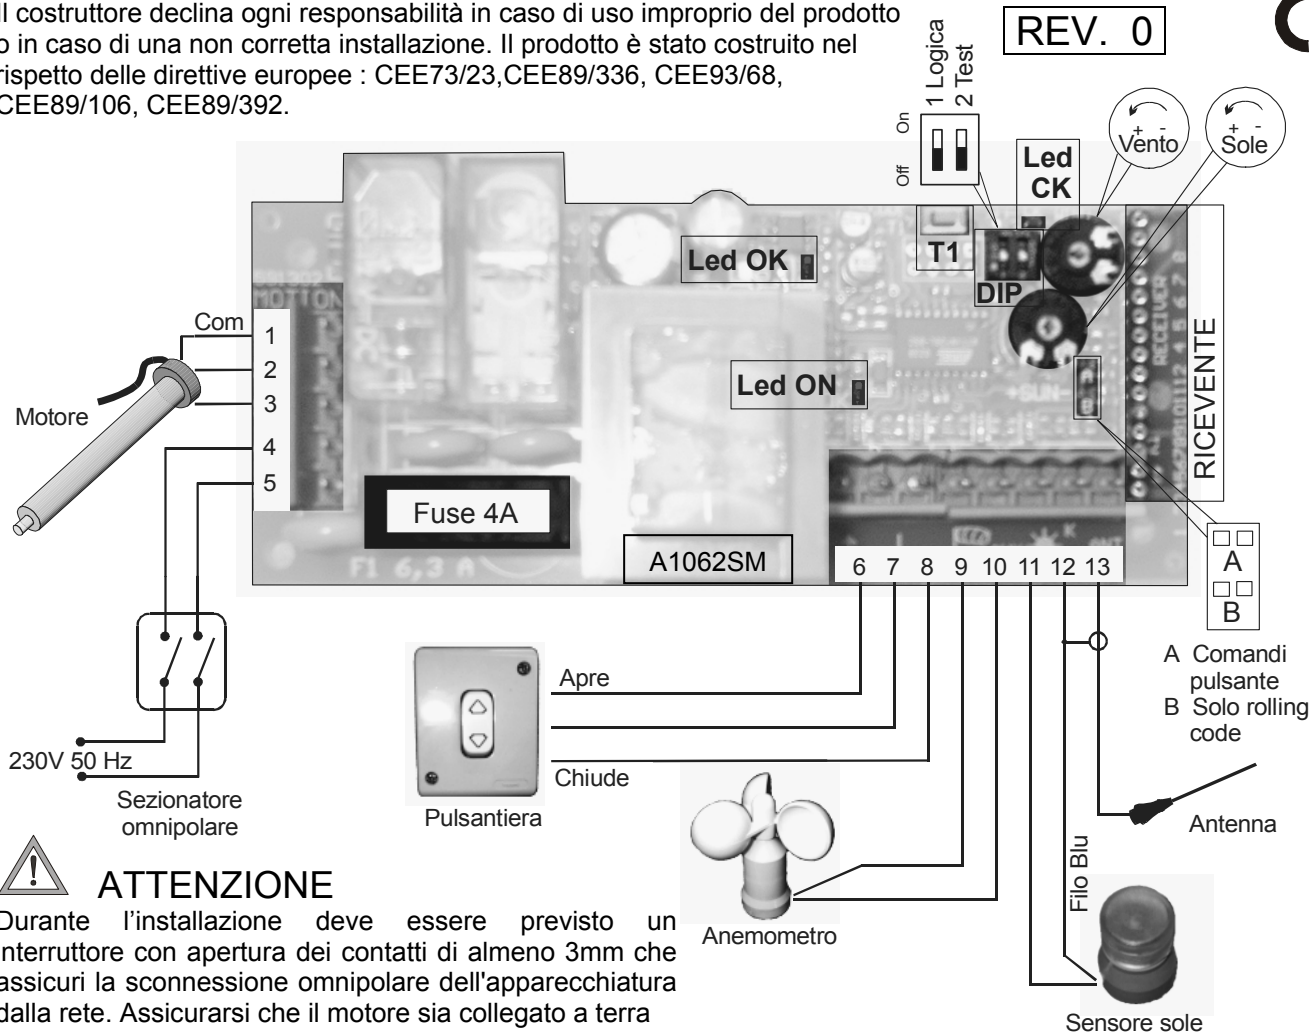 Il costruttore declina ogni responsabilità in caso di uso improprio del prodotto
o in caso di una non corretta installazione. Il prodotto è stato costruito nel
rispetto delle direttive europee : CEE73/23,CEE89/336, CEE93/68,
CEE89/106, CEE89/392.
REV. 0
1 Logica
2 Test
On
Off
Led
CK
+ -
Vento
+ -
Sole
T1
DIP
Led OK
Led ON
MOTION
RECEIVER
RICEVENTE
+SUN-
Com
1
2
3
4
5
Motore
Fuse 4A
F1 6,3 A
A1062SM
6 7 8 9 10 11 12 13
A
B
A Comandi
pulsante
B Solo rolling
code
Apre
Chiude
Pulsantiera
230V 50 Hz
Sezionatore
omnipolare
Antenna
Filo Blu
Anemometro
Sensore sole
ATTENZIONE
Durante l’installazione deve essere previsto un
interruttore con apertura dei contatti di almeno 3mm che
assicuri la sconnessione omnipolare dell'apparecchiatura
dalla rete. Assicurarsi che il motore sia collegato a terra